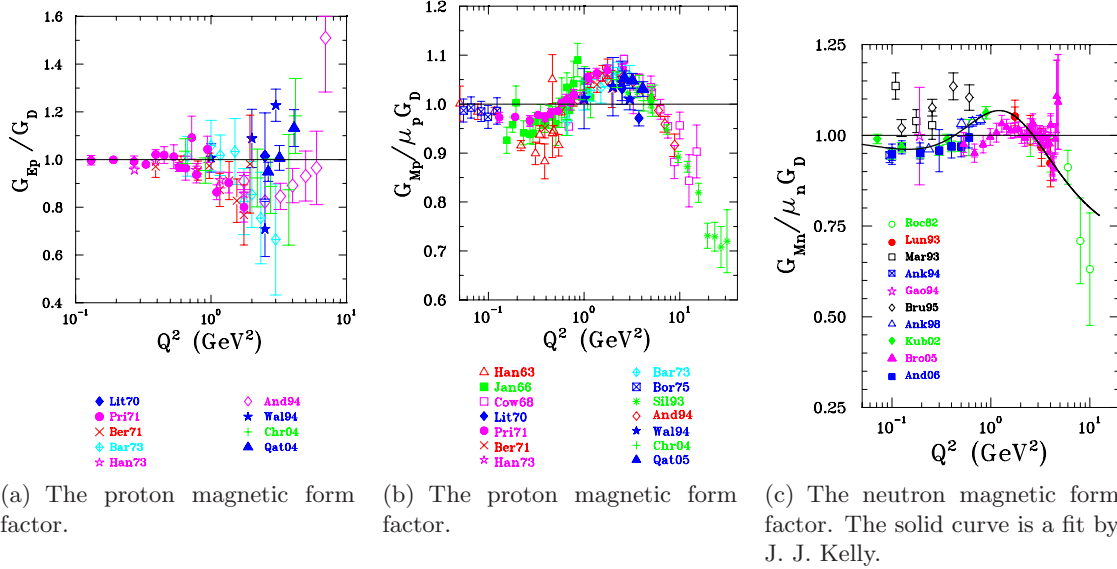 1.6
1.4
1.2
1.0
0.8
0.6
0.4
G_Ep/G_D
10^-1
10^0
10^1
Q^2 (GeV^2)
Lit70
Pri71
Ber71
Bar73
Han73
And94
Wal94
Chr04
Qat04
(a) The proton magnetic form
factor.
1.2
1.1
1.0
0.9
0.8
0.7
0.6
G_Mp/μ_pG_D
10^-1
10^0
10^1
Q^2 (GeV^2)
Han63
Jan66
Cow68
Lit70
Pri71
Ber71
Han73
Bar73
Bor75
Sil93
And94
Wal94
Chr04
Qat05
(b) The proton magnetic form
factor.
1.25
1.00
0.75
0.50
0.25
G_Mn/μ_nG_D
Roc82
Lun93
Mar93
Ank94
Gao94
Bru95
Ank98
Kub02
Bro05
And06
10^-1
10^0
10^1
Q^2 (GeV^2)
(c) The neutron magnetic form
factor. The solid curve is a fit by
J. J. Kelly.